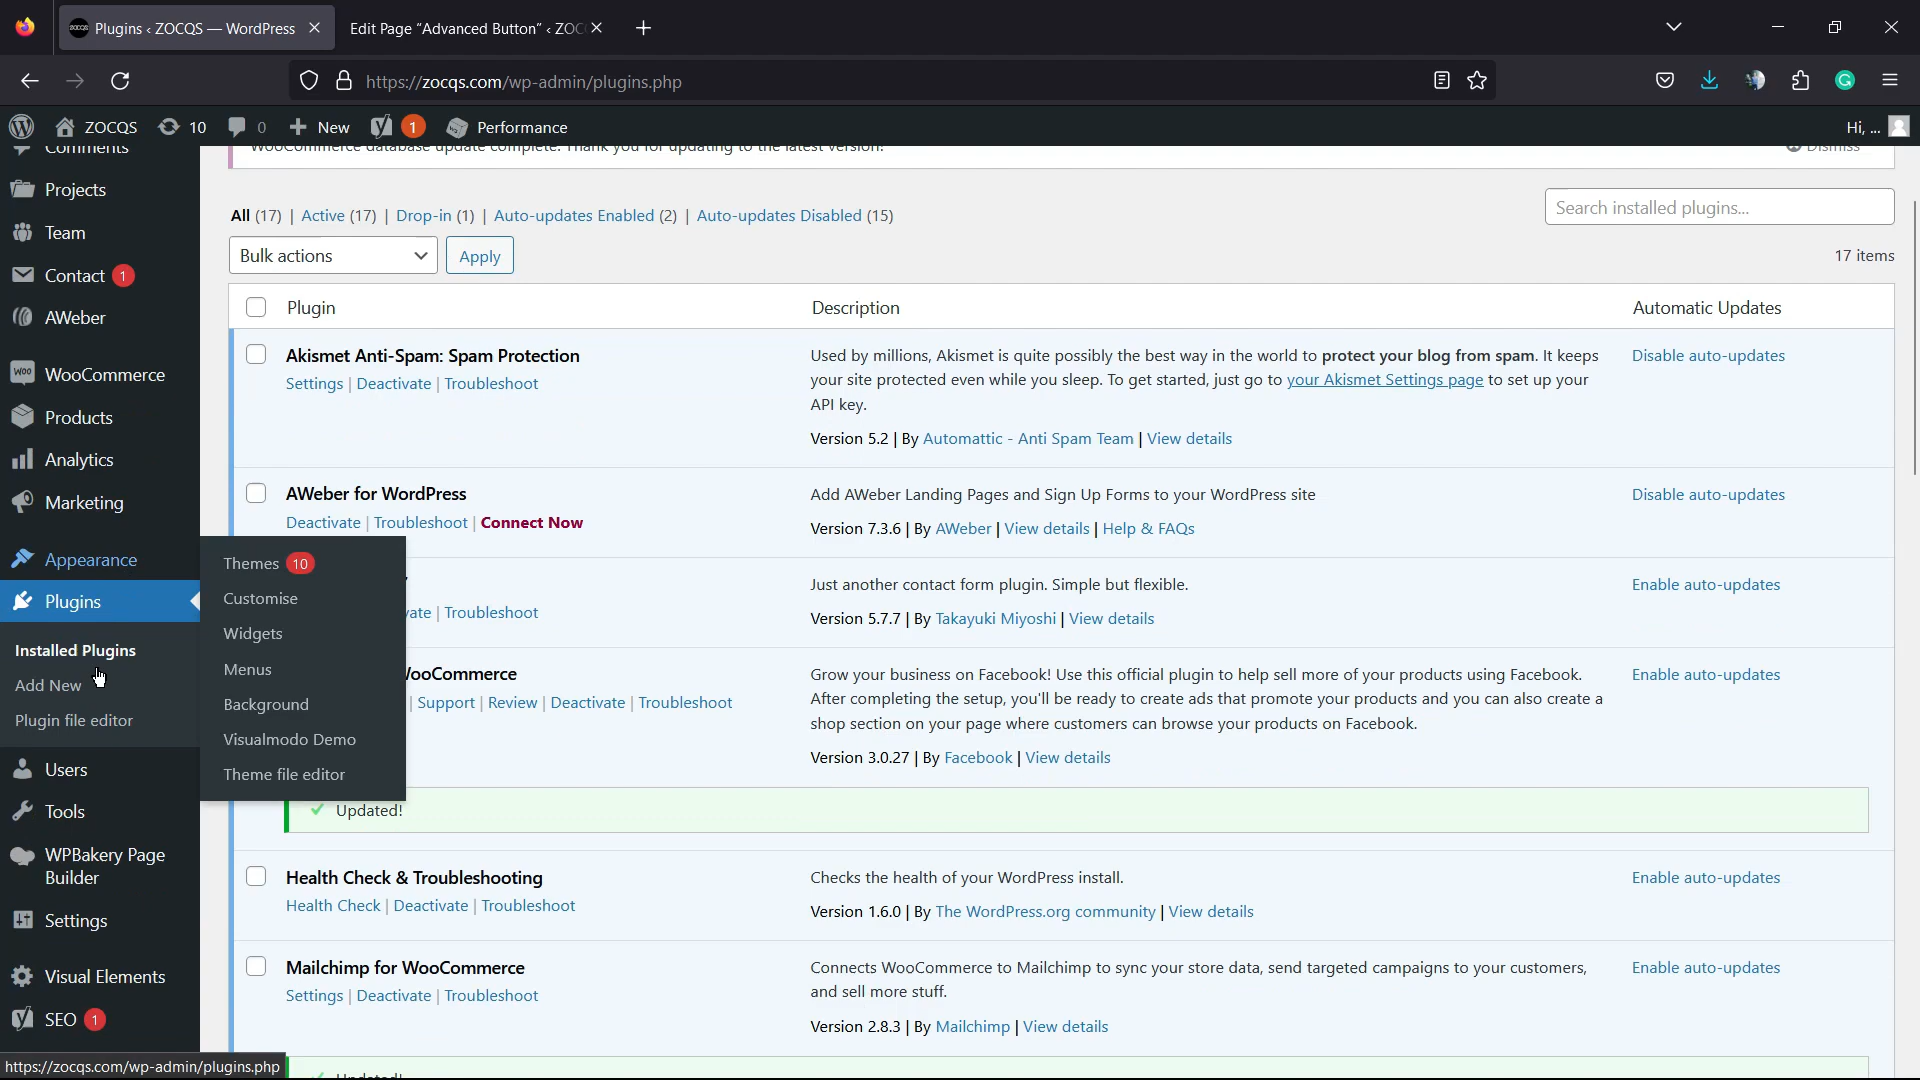 Plugins ‹ ZOCQS — WordPress
Edit Page “Advanced Button” ‹ ZOC
https://zocqs.com/wp-admin/plugins.php
ZOCQS 10 0 New 1 Performance
Hi, ...
Comments
WooCommerce database update complete. Thank you for updating to the latest version!
Dismiss
Projects
Team
Contact 1
AWeber
WooCommerce
Products
Analytics
Marketing
Appearance
Plugins
Installed Plugins
Add New
Plugin file editor
Users
Tools
WPBakery Page
Builder
Settings
Visual Elements
SEO 1
https://zocqs.com/wp-admin/plugins.php
Themes 10
Customise
Widgets
Menus
Background
Visualmodo Demo
Theme file editor
All (17) | Active (17) | Drop-in (1) | Auto-updates Enabled (2) | Auto-updates Disabled (15)
Search installed plugins...
Bulk actions
Apply
17 items
Plugin Description Automatic Updates
Akismet Anti-Spam: Spam Protection
Settings | Deactivate | Troubleshoot
Used by millions, Akismet is quite possibly the best way in the world to protect your blog from spam. It keeps
your site protected even while you sleep. To get started, just go to your Akismet Settings page to set up your
API key.
Version 5.2 | By Automattic - Anti Spam Team | View details
Disable auto-updates
AWeber for WordPress
Deactivate | Troubleshoot | Connect Now
Add AWeber Landing Pages and Sign Up Forms to your WordPress site
Version 7.3.6 | By AWeber | View details | Help & FAQs
Disable auto-updates
vate | Troubleshoot
Just another contact form plugin. Simple but flexible.
Version 5.7.7 | By Takayuki Miyoshi | View details
Enable auto-updates
WooCommerce
| Support | Review | Deactivate | Troubleshoot
Grow your business on Facebook! Use this official plugin to help sell more of your products using Facebook.
After completing the setup, you'll be ready to create ads that promote your products and you can also create a
shop section on your page where customers can browse your products on Facebook.
Version 3.0.27 | By Facebook | View details
Enable auto-updates
Updated!
Health Check & Troubleshooting
Health Check | Deactivate | Troubleshoot
Checks the health of your WordPress install.
Version 1.6.0 | By The WordPress.org community | View details
Enable auto-updates
Mailchimp for WooCommerce
Settings | Deactivate | Troubleshoot
Connects WooCommerce to Mailchimp to sync your store data, send targeted campaigns to your customers,
and sell more stuff.
Version 2.8.3 | By Mailchimp | View details
Enable auto-updates
Updated!